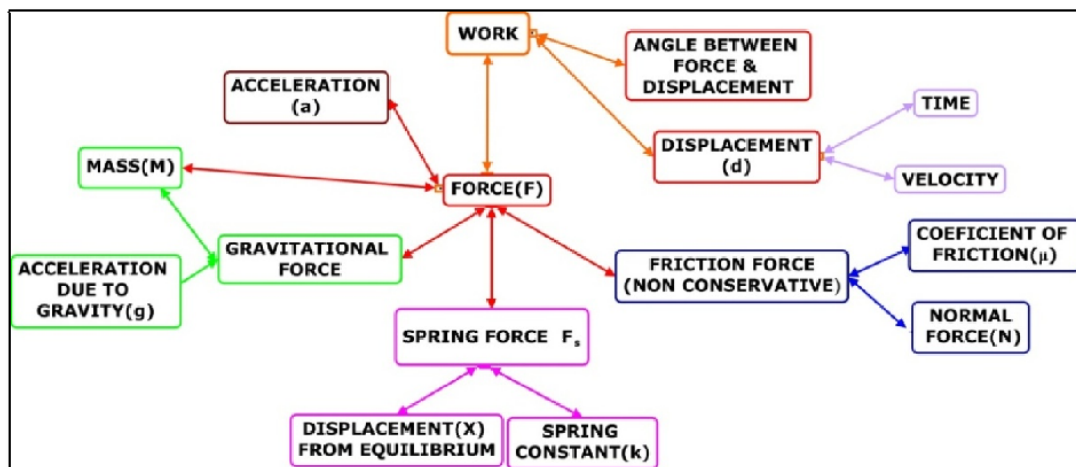 WORK
ANGLE BETWEEN
FORCE &
DISPLACEMENT
ACCELERATION
(a)
TIME
DISPLACEMENT
(d)
MASS(M)
VELOCITY
FORCE(F)
GRAVITATIONAL
FORCE
COEFICIENT OF
FRICTION(μ)
ACCELERATION
DUE TO
GRAVITY(g)
FRICTION FORCE
(NON CONSERVATIVE)
NORMAL
FORCE(N)
SPRING FORCE Fs
DISPLACEMENT(X)
FROM EQUILIBRIUM
SPRING
CONSTANT(k)